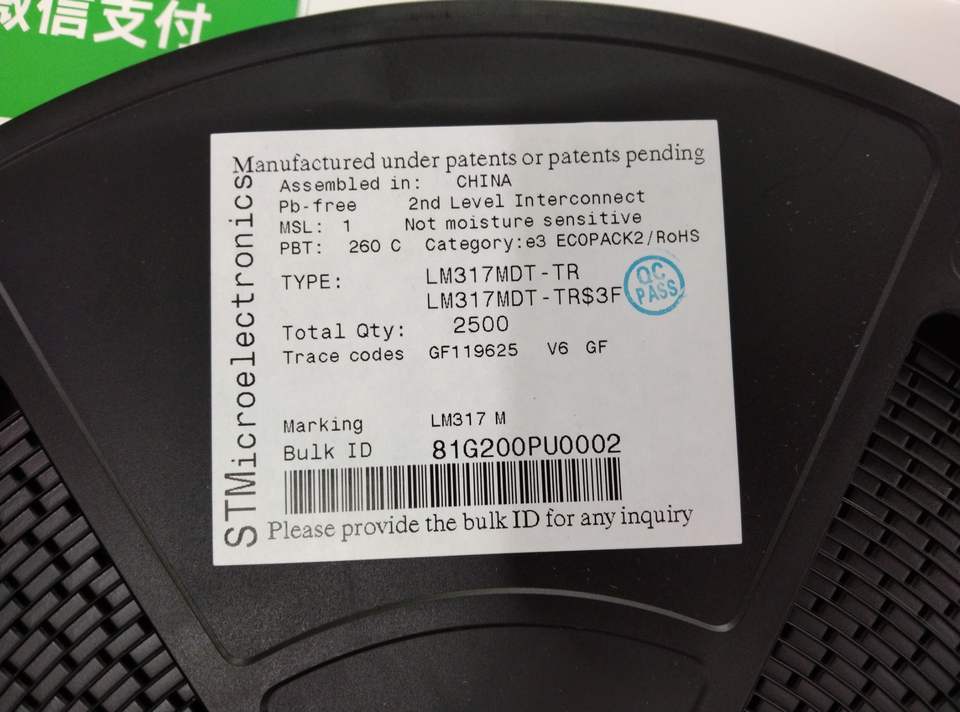 微信支付
Manufactured under patents or patents pending
STMicroelectronics
Assembled in: CHINA
Pb-free 2nd Level Interconnect
MSL: 1 Not moisture sensitive
PBT: 260 C Category:e3 ECOPACK2/RoHS
TYPE: LM317MDT-TR
LM317MDT-TR$3F
QC
PASS
Total Qty: 2500
Trace codes GF119625 V6 GF
Marking LM317 M
Bulk ID 81G200PU0002
Please provide the bulk ID for any inquiry